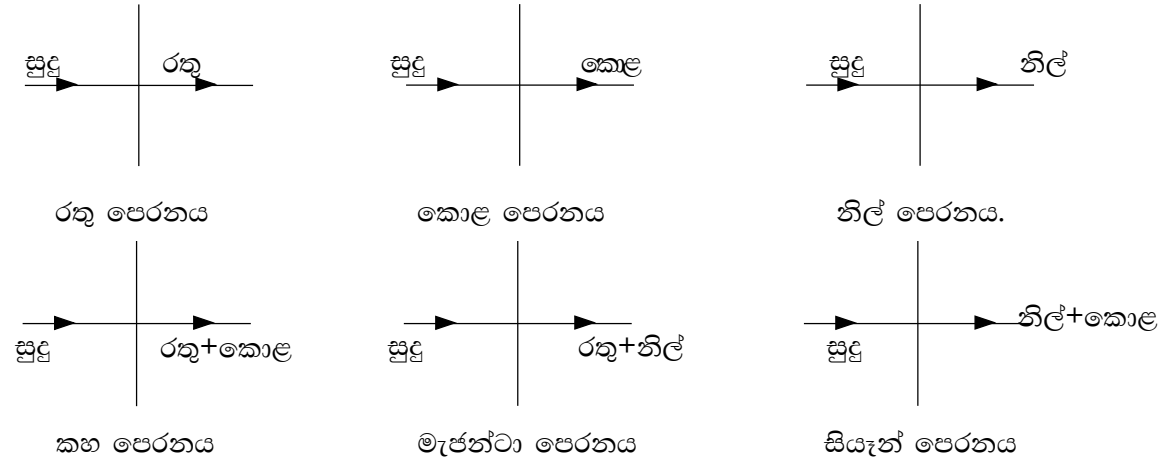 සුදු රතු සුදු කොළ සුදු නිල්
රතු පෙරනය කොළ පෙරනය නිල් පෙරනය.
සුදු රතු+කොළ සුදු රතු+නිල් සුදු නිල්+කොළ
කහ පෙරනය මැජන්ටා පෙරනය සියෑන් පෙරනය